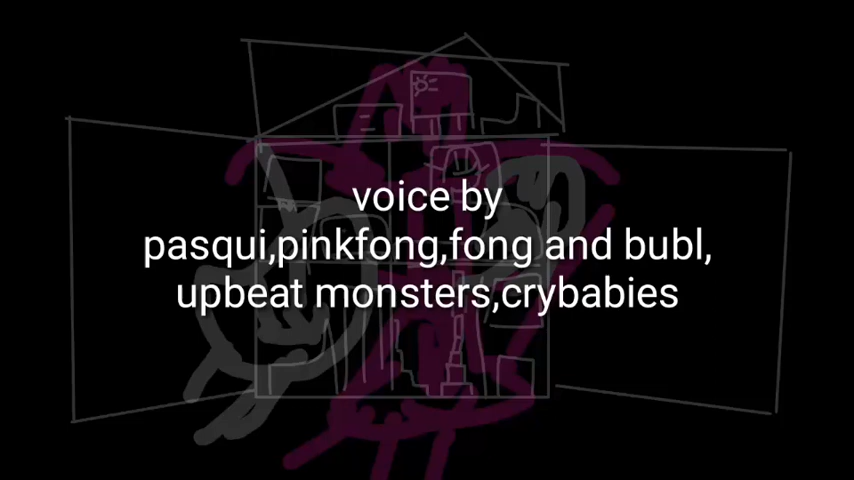 voice by
pasqui,pinkfong,fong and bubl,
upbeat monsters,crybabies